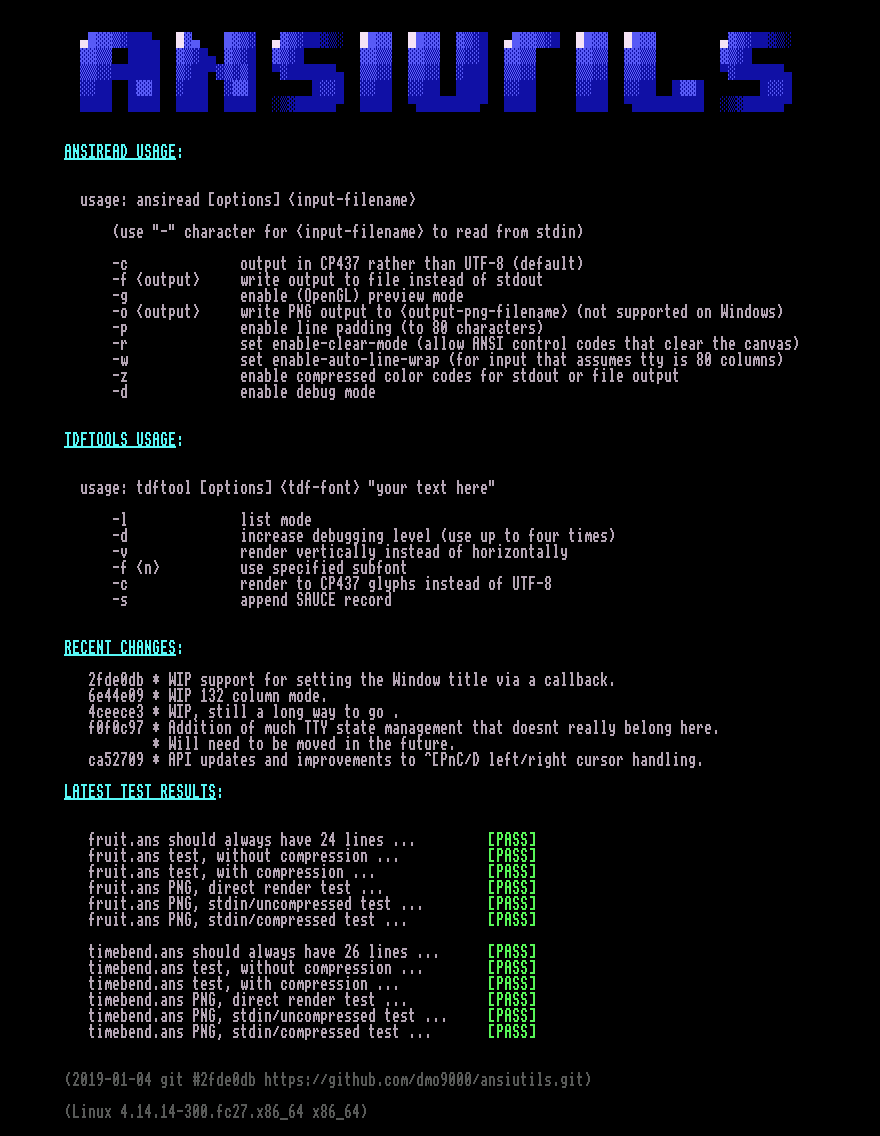 ANSIUTILS
ANSIREAD USAGE:
usage: ansiread [options] <input-filename>
(use "-" character for <input-filename> to read from stdin)
-c output in CP437 rather than UTF-8 (default)
-f <output> write output to file instead of stdout
-g enable (OpenGL) preview mode
-o <output> write PNG output to <output-png-filename> (not supported on Windows)
-p enable line padding (to 80 characters)
-r set enable-clear-mode (allow ANSI control codes that clear the canvas)
-w set enable-auto-line-wrap (for input that assumes tty is 80 columns)
-z enable compressed color codes for stdout or file output
-d enable debug mode
TDFTOOLS USAGE:
usage: tdftool [options] <tdf-font> "your text here"
-l list mode
-d increase debugging level (use up to four times)
-v render vertically instead of horizontally
-f <n> use specified subfont
-c render to CP437 glyphs instead of UTF-8
-s append SAUCE record
RECENT CHANGES:
2fde0db * WIP support for setting the Window title via a callback.
6e44e09 * WIP 132 column mode.
4ceece3 * WIP, still a long way to go .
f0f0c97 * Addition of much TTY state management that doesnt really belong here.
* Will need to be moved in the future.
ca52709 * API updates and improvements to ^[PnC/D left/right cursor handling.
LATEST TEST RESULTS:
fruit.ans should always have 24 lines ... [PASS]
fruit.ans test, without compression ... [PASS]
fruit.ans test, with compression ... [PASS]
fruit.ans PNG, direct render test ... [PASS]
fruit.ans PNG, stdin/uncompressed test ... [PASS]
fruit.ans PNG, stdin/compressed test ... [PASS]
timebend.ans should always have 26 lines ... [PASS]
timebend.ans test, without compression ... [PASS]
timebend.ans test, with compression ... [PASS]
timebend.ans PNG, direct render test ... [PASS]
timebend.ans PNG, stdin/uncompressed test ... [PASS]
timebend.ans PNG, stdin/compressed test ... [PASS]
(2019-01-04 git #2fde0db https://github.com/dmo9000/ansiutils.git)
(Linux 4.14.14-300.fc27.x86_64 x86_64)